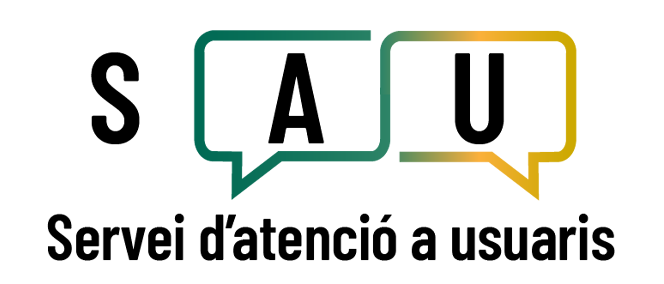 S A U
Servei d’atenció a usuaris